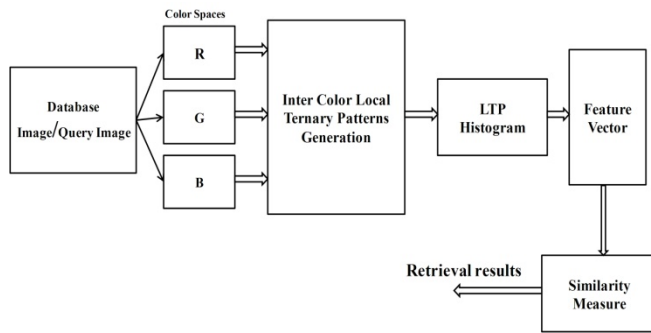 Color Spaces
R
G
B
Database
Image/Query Image
Inter Color Local
Ternary Patterns
Generation
LTP
Histogram
Feature
Vector
Similarity
Measure
Retrieval results